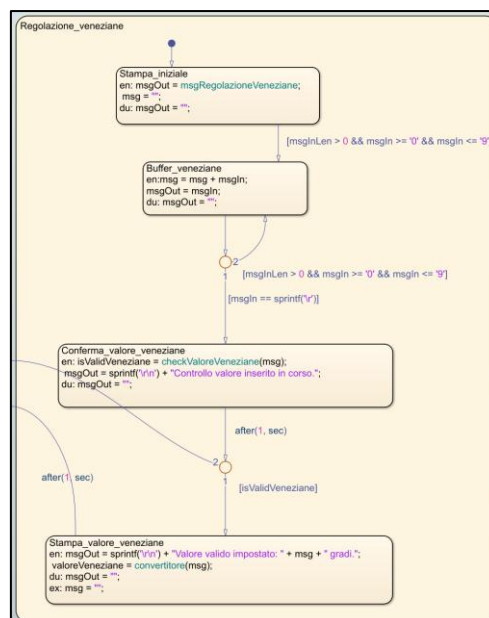 Regolazione_veneziane
Stampa_iniziale
en: msgOut = msgRegolazioneVeneziane;
msg = "";
du: msgOut = "";
[msgInLen > 0 && msgIn >= '0' && msgIn <= '9']
Buffer_veneziane
en:msg = msg + msgIn;
msgOut = msgIn;
du: msgOut = "";
2
1
[msgInLen > 0 && msgIn >= '0' && msgIn <= '9']
[msgIn == sprintf('\r')]
Conferma_valore_veneziane
en: isValidVeneziane = checkValoreVeneziane(msg);
msgOut = sprintf('\r\n') + "Controllo valore inserito in corso.";
du: msgOut = "";
after(1, sec)
2
1
after(1, sec)
[isValidVeneziane]
Stampa_valore_veneziane
en: msgOut = sprintf('\r\n') + "Valore valido impostato: " + msg + " gradi.";
valoreVeneziane = convertitore(msg);
du: msgOut = "";
ex: msg = "";